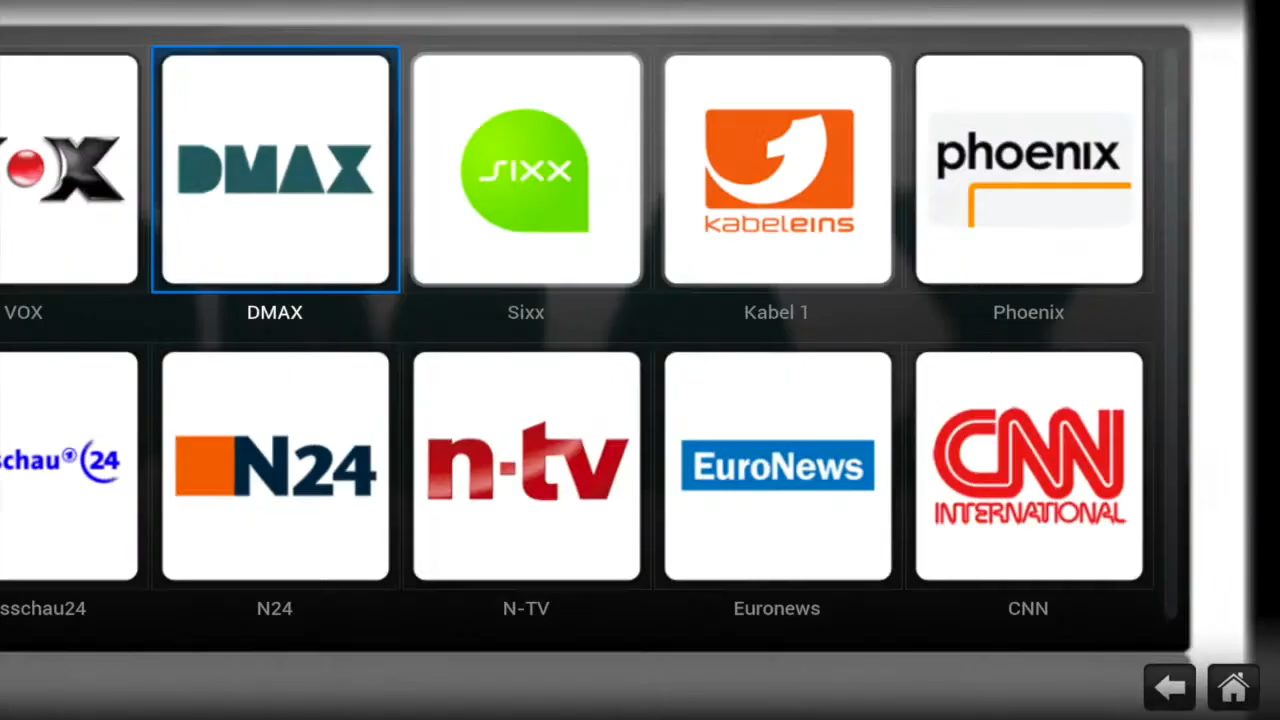 VOX
DMAX
sixx
kabeleins
phoenix
VOX
DMAX
Sixx
Kabel 1
Phoenix
schau 24
N24
n-tv
EuroNews
CNN
INTERNATIONAL
sschau24
N24
N-TV
Euronews
CNN